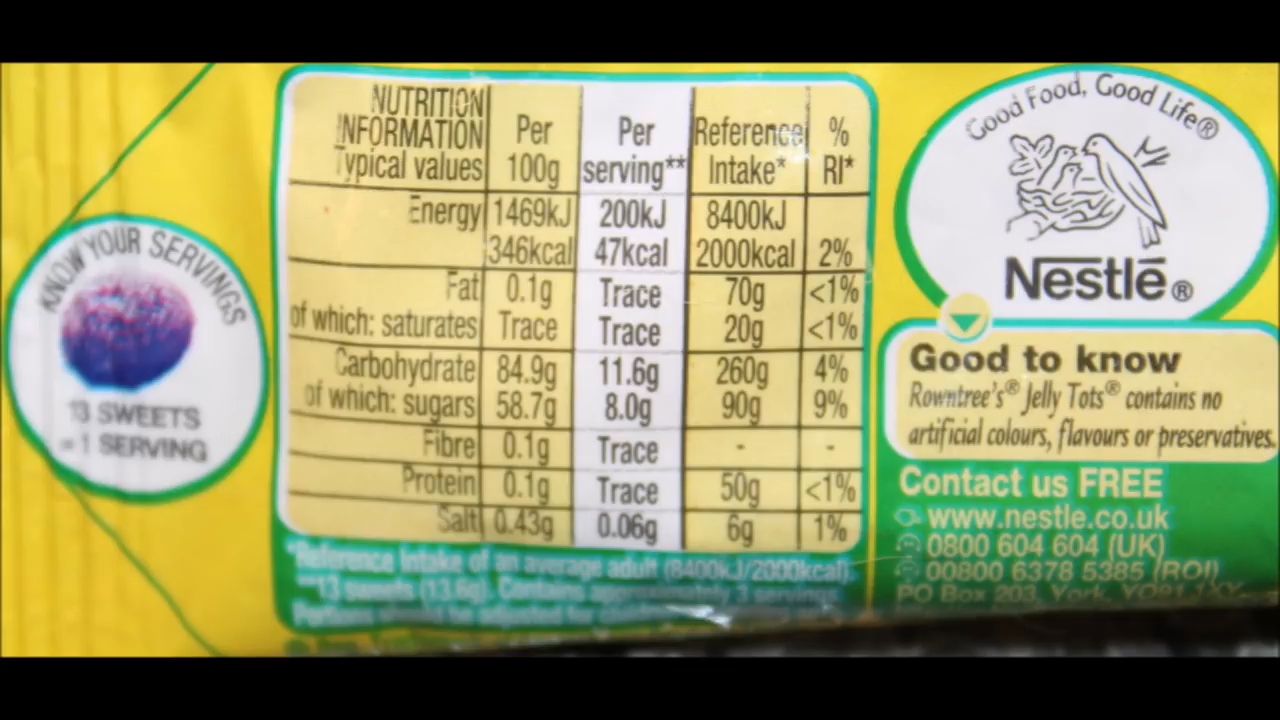 KNOW YOUR SERVINGS
13 SWEETS
= 1 SERVING
NUTRITION INFORMATION Typical values Per 100g Per serving** Reference Intake* % RI*
Energy 1469kJ 200kJ 8400kJ
346kcal 47kcal 2000kcal 2%
Fat 0.1g Trace 70g <1%
of which: saturates Trace Trace 20g <1%
Carbohydrate 84.9g 11.6g 260g 4%
of which: sugars 58.7g 8.0g 90g 9%
Fibre 0.1g Trace - -
Protein 0.1g Trace 50g <1%
Salt 0.43g 0.06g 6g 1%
*Reference Intake of an average adult (8400kJ/2000kcal).
**13 sweets (13.6g). Contains approximately 3 servings.
Portions should be adjusted for
Good Food, Good Life®
Nestlé®
Good to know
Rowntree's® Jelly Tots® contains no
artificial colours, flavours or preservatives.
Contact us FREE
www.nestle.co.uk
0800 604 604 (UK)
00800 6378 5385 (ROI)
PO Box 203, York, YO91 1XY